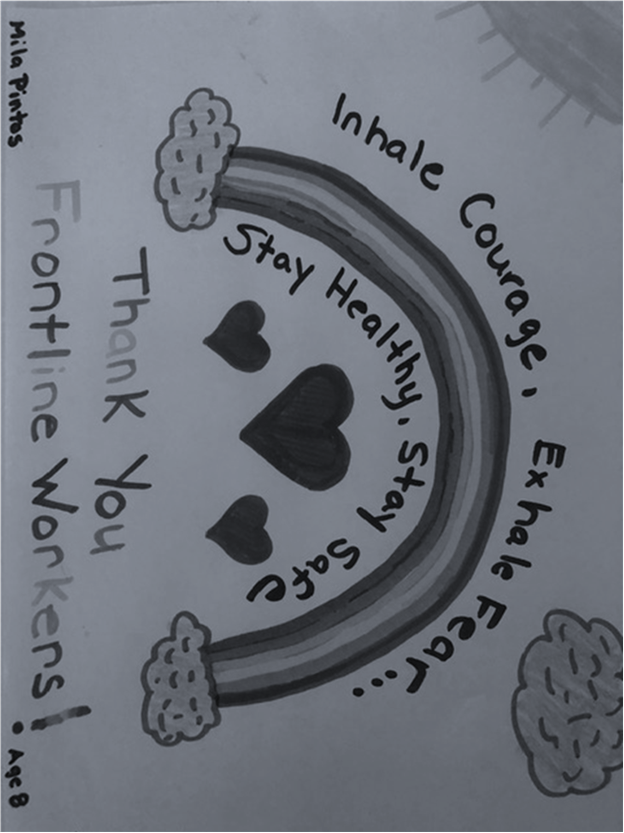 Inhale Courage, Exhale Fear...
Stay Healthy, Stay Safe
Thank You
Frontline Workers!
Mila Pintos
Age 8